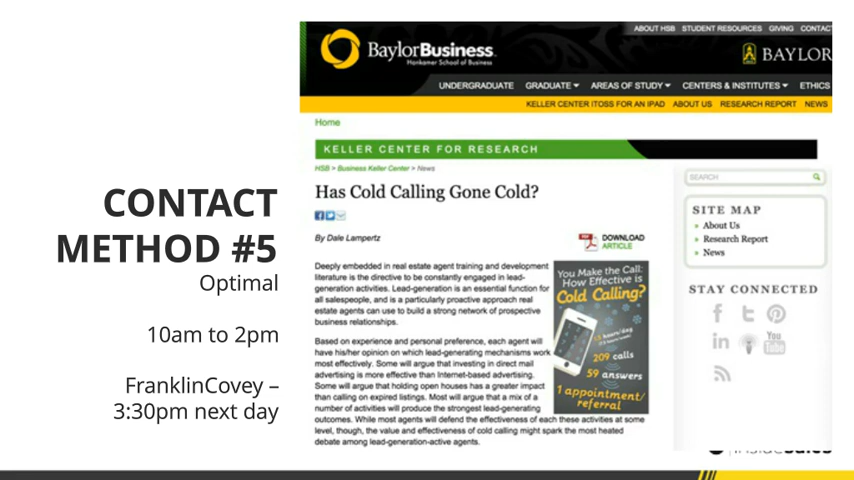 ABOUT HSB STUDENT RESOURCES GIVING CONTACT
BaylorBusiness
Hankamer School of Business
BAYLOR
UNDERGRADUATE GRADUATE AREAS OF STUDY CENTERS & INSTITUTES ETHICS
KELLER CENTER ITOSS FOR AN IPAD ABOUT US RESEARCH REPORT NEWS
Home
KELLER CENTER FOR RESEARCH
HSB > Business Keller Center > News
Has Cold Calling Gone Cold?
By Dale Lampertz
PDF
DOWNLOAD
ARTICLE
Deeply embedded in real estate agent training and development
literature is the directive to be constantly engaged in lead-
generation activities. Lead-generation is an essential function for
all salespeople, and is a particularly proactive approach real
estate agents can use to build a strong network of prospective
business relationships.
Based on experience and personal preference, each agent will
have his/her opinion on which lead-generating mechanisms work
most effectively. Some will argue that investing in direct mail
advertising is more effective than Internet-based advertising.
Some will argue that holding open houses has a greater impact
than calling on expired listings. Most will argue that a mix of a
number of activities will produce the strongest lead-generating
outcomes. While most agents will defend the effectiveness of each these activities at some
level, though, the value and effectiveness of cold calling might spark the most heated
debate among lead-generation-active agents.
You Make the Call:
How Effective is
Cold Calling?
209 calls
59 answers
1 appointment/
referral
SEARCH
SITE MAP
About Us
Research Report
News
STAY CONNECTED
You
Tube
CONTACT
METHOD #5
Optimal
10am to 2pm
FranklinCovey –
3:30pm next day